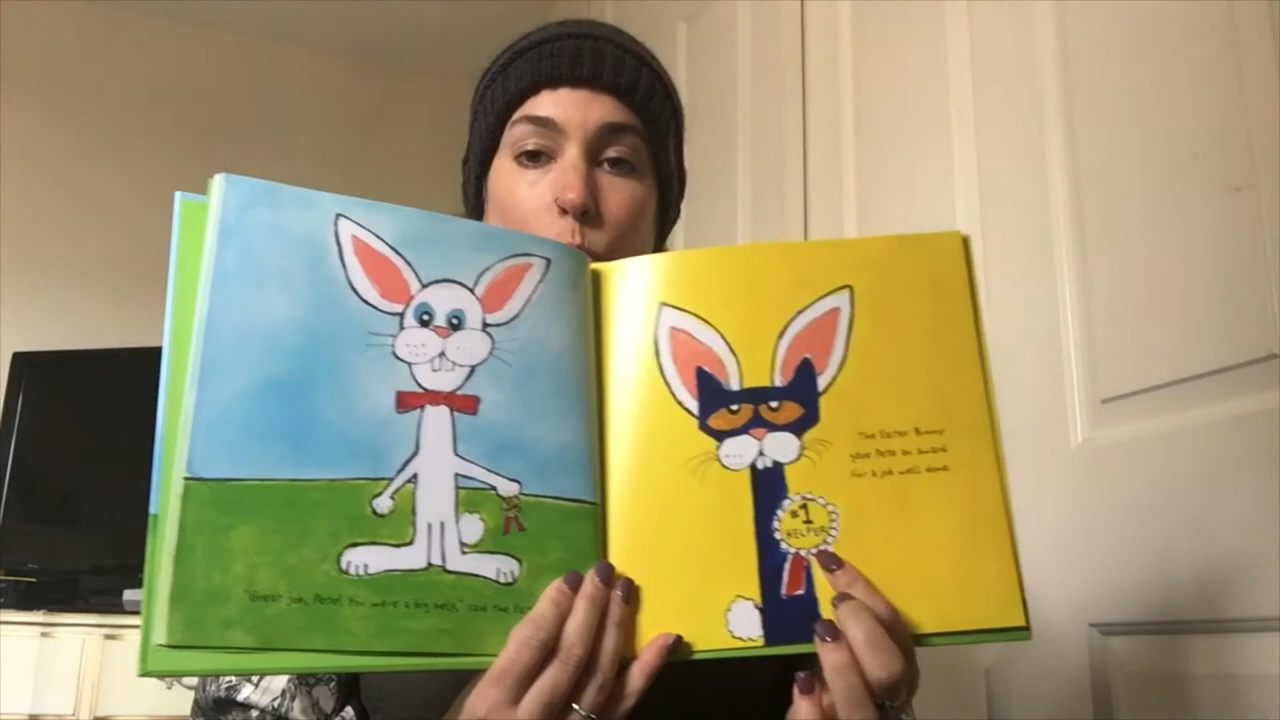 "Great job, Pete! You were a big help," said the
The Easter Bunny
gave Pete an award
for a job well done.
#1
HELPER